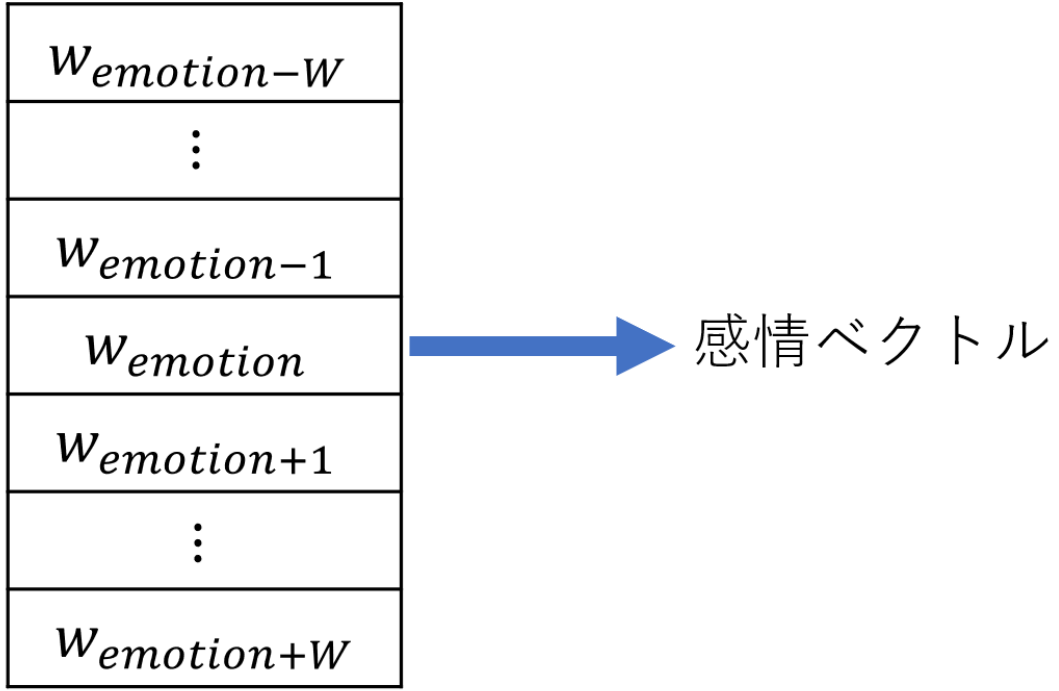 w_{emotion−W}
⋮
w_{emotion−1}
w_{emotion}
感情ベクトル
w_{emotion+1}
⋮
w_{emotion+W}